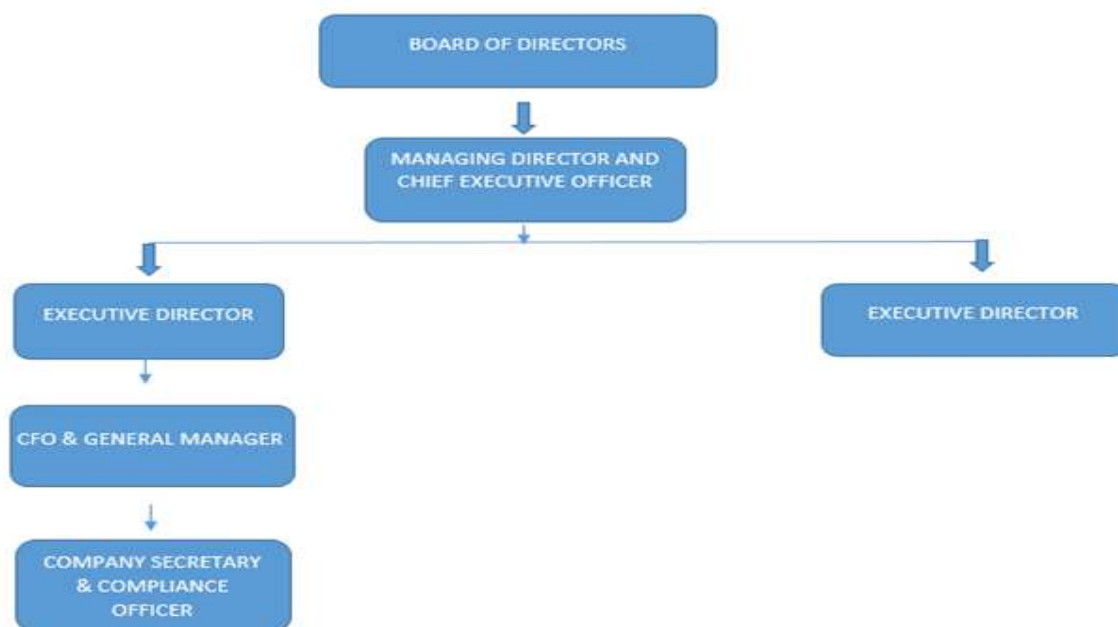 BOARD OF DIRECTORS
MANAGING DIRECTOR AND
CHIEF EXECUTIVE OFFICER
EXECUTIVE DIRECTOR
EXECUTIVE DIRECTOR
CFO & GENERAL MANAGER
COMPANY SECRETARY
& COMPLIANCE
OFFICER